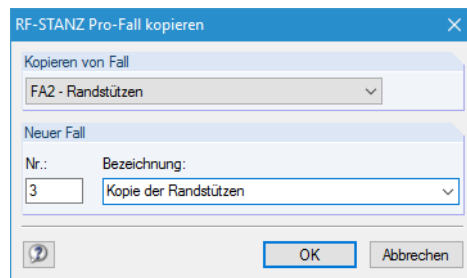 RF-STANZ Pro-Fall kopieren
Kopieren von Fall
FA2 - Randstützen
Neuer Fall
Nr.: Bezeichnung:
3 Kopie der Randstützen
OK Abbrechen